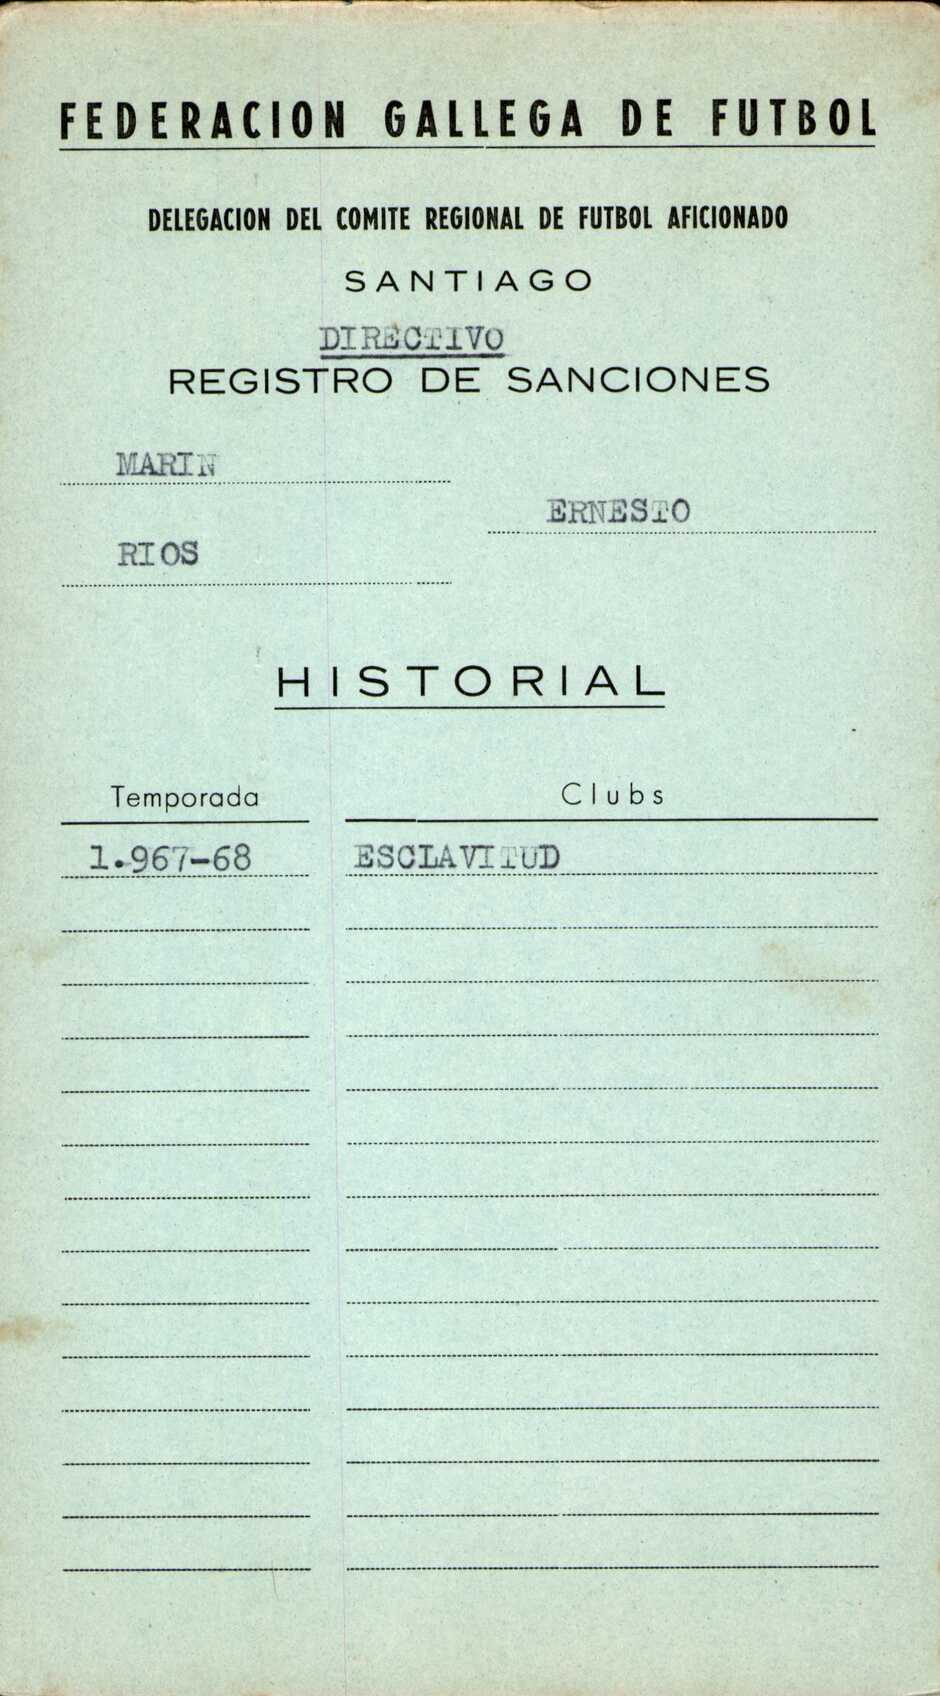 FEDERACION GALLEGA DE FUTBOL
DELEGACION DEL COMITE REGIONAL DE FUTBOL AFICIONADO
SANTIAGO
DIRECTIVO
REGISTRO DE SANCIONES
MARIN
ERNESTO
RIOS
HISTORIAL
Temporada Clubs
1.967-68 ESCLAVITUD